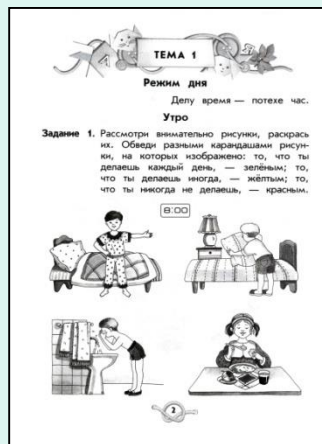 ТЕМА 1
Режим дня
Делу время — потехе час.
Утро
Задание 1. Рассмотри внимательно рисунки, раскрась
их. Обведи разными карандашами рисун-
ки, на которых изображено: то, что ты
делаешь каждый день, — зелёным; то,
что ты делаешь иногда, — жёлтым; то,
что ты никогда не делаешь, — красным.
8:00
2